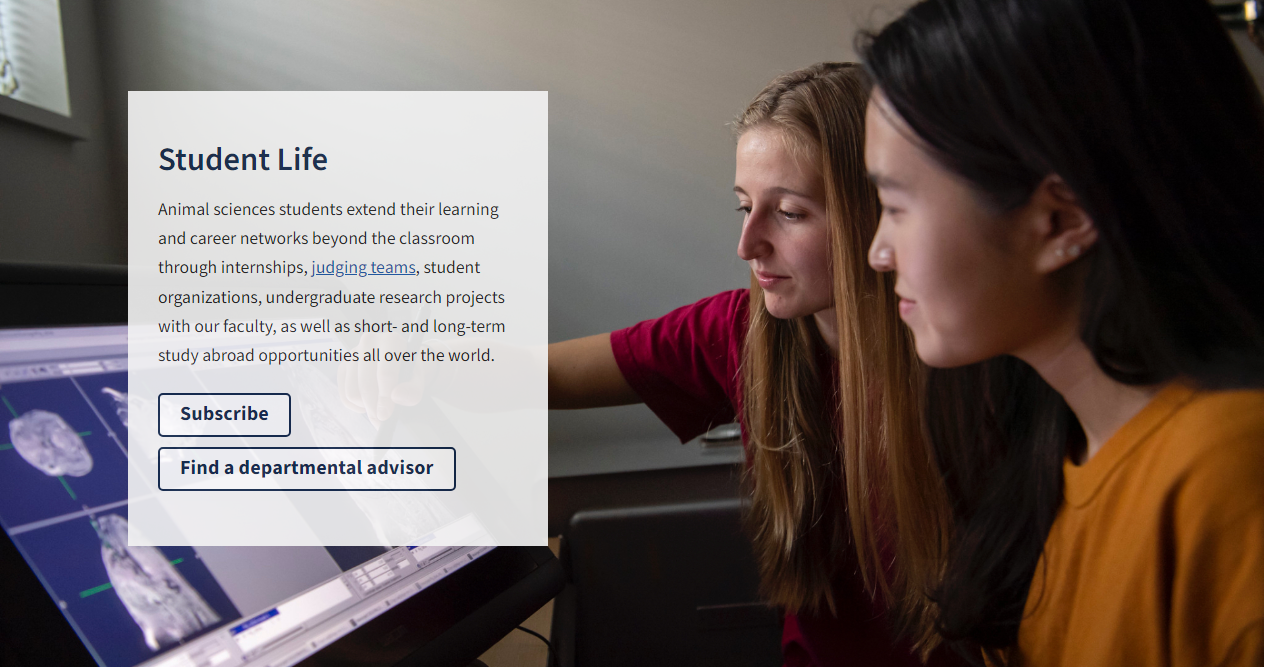 Student Life
Animal sciences students extend their learning
and career networks beyond the classroom
through internships, judging teams, student
organizations, undergraduate research projects
with our faculty, as well as short- and long-term
study abroad opportunities all over the world.
Subscribe
Find a departmental advisor